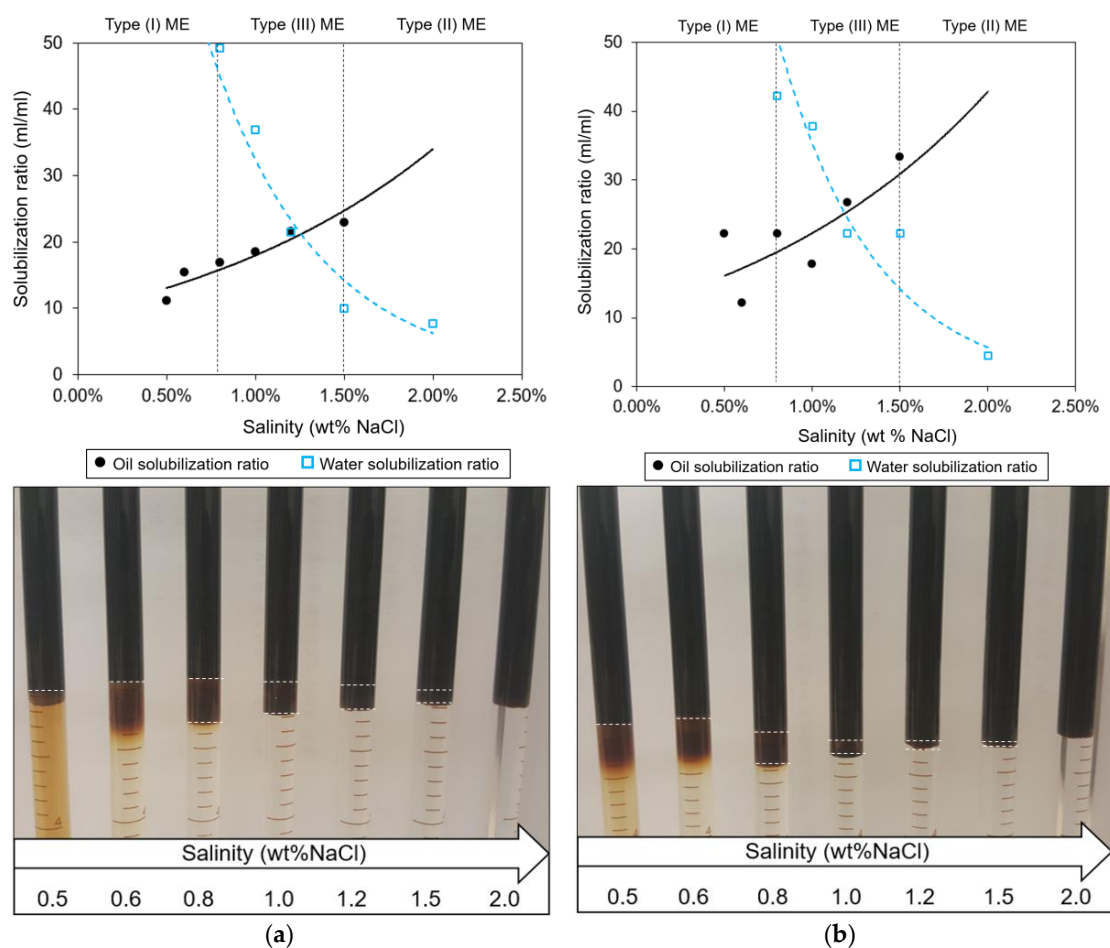 Type (I) ME Type (III) ME Type (II) ME
50
40
30
20
10
0
Solubilization ratio (ml/ml)
0.00% 0.50% 1.00% 1.50% 2.00% 2.50%
Salinity (wt% NaCl)
Oil solubilization ratio Water solubilization ratio
Type (I) ME Type (III) ME Type (II) ME
50
40
30
20
10
0
Solubilization ratio (ml/ml)
0.00% 0.50% 1.00% 1.50% 2.00% 2.50%
Salinity (wt % NaCl)
Oil solubilization ratio Water solubilization ratio
Salinity (wt%NaCl)
0.5 0.6 0.8 1.0 1.2 1.5 2.0
(a)
Salinity (wt%NaCl)
0.5 0.6 0.8 1.0 1.2 1.5 2.0
(b)